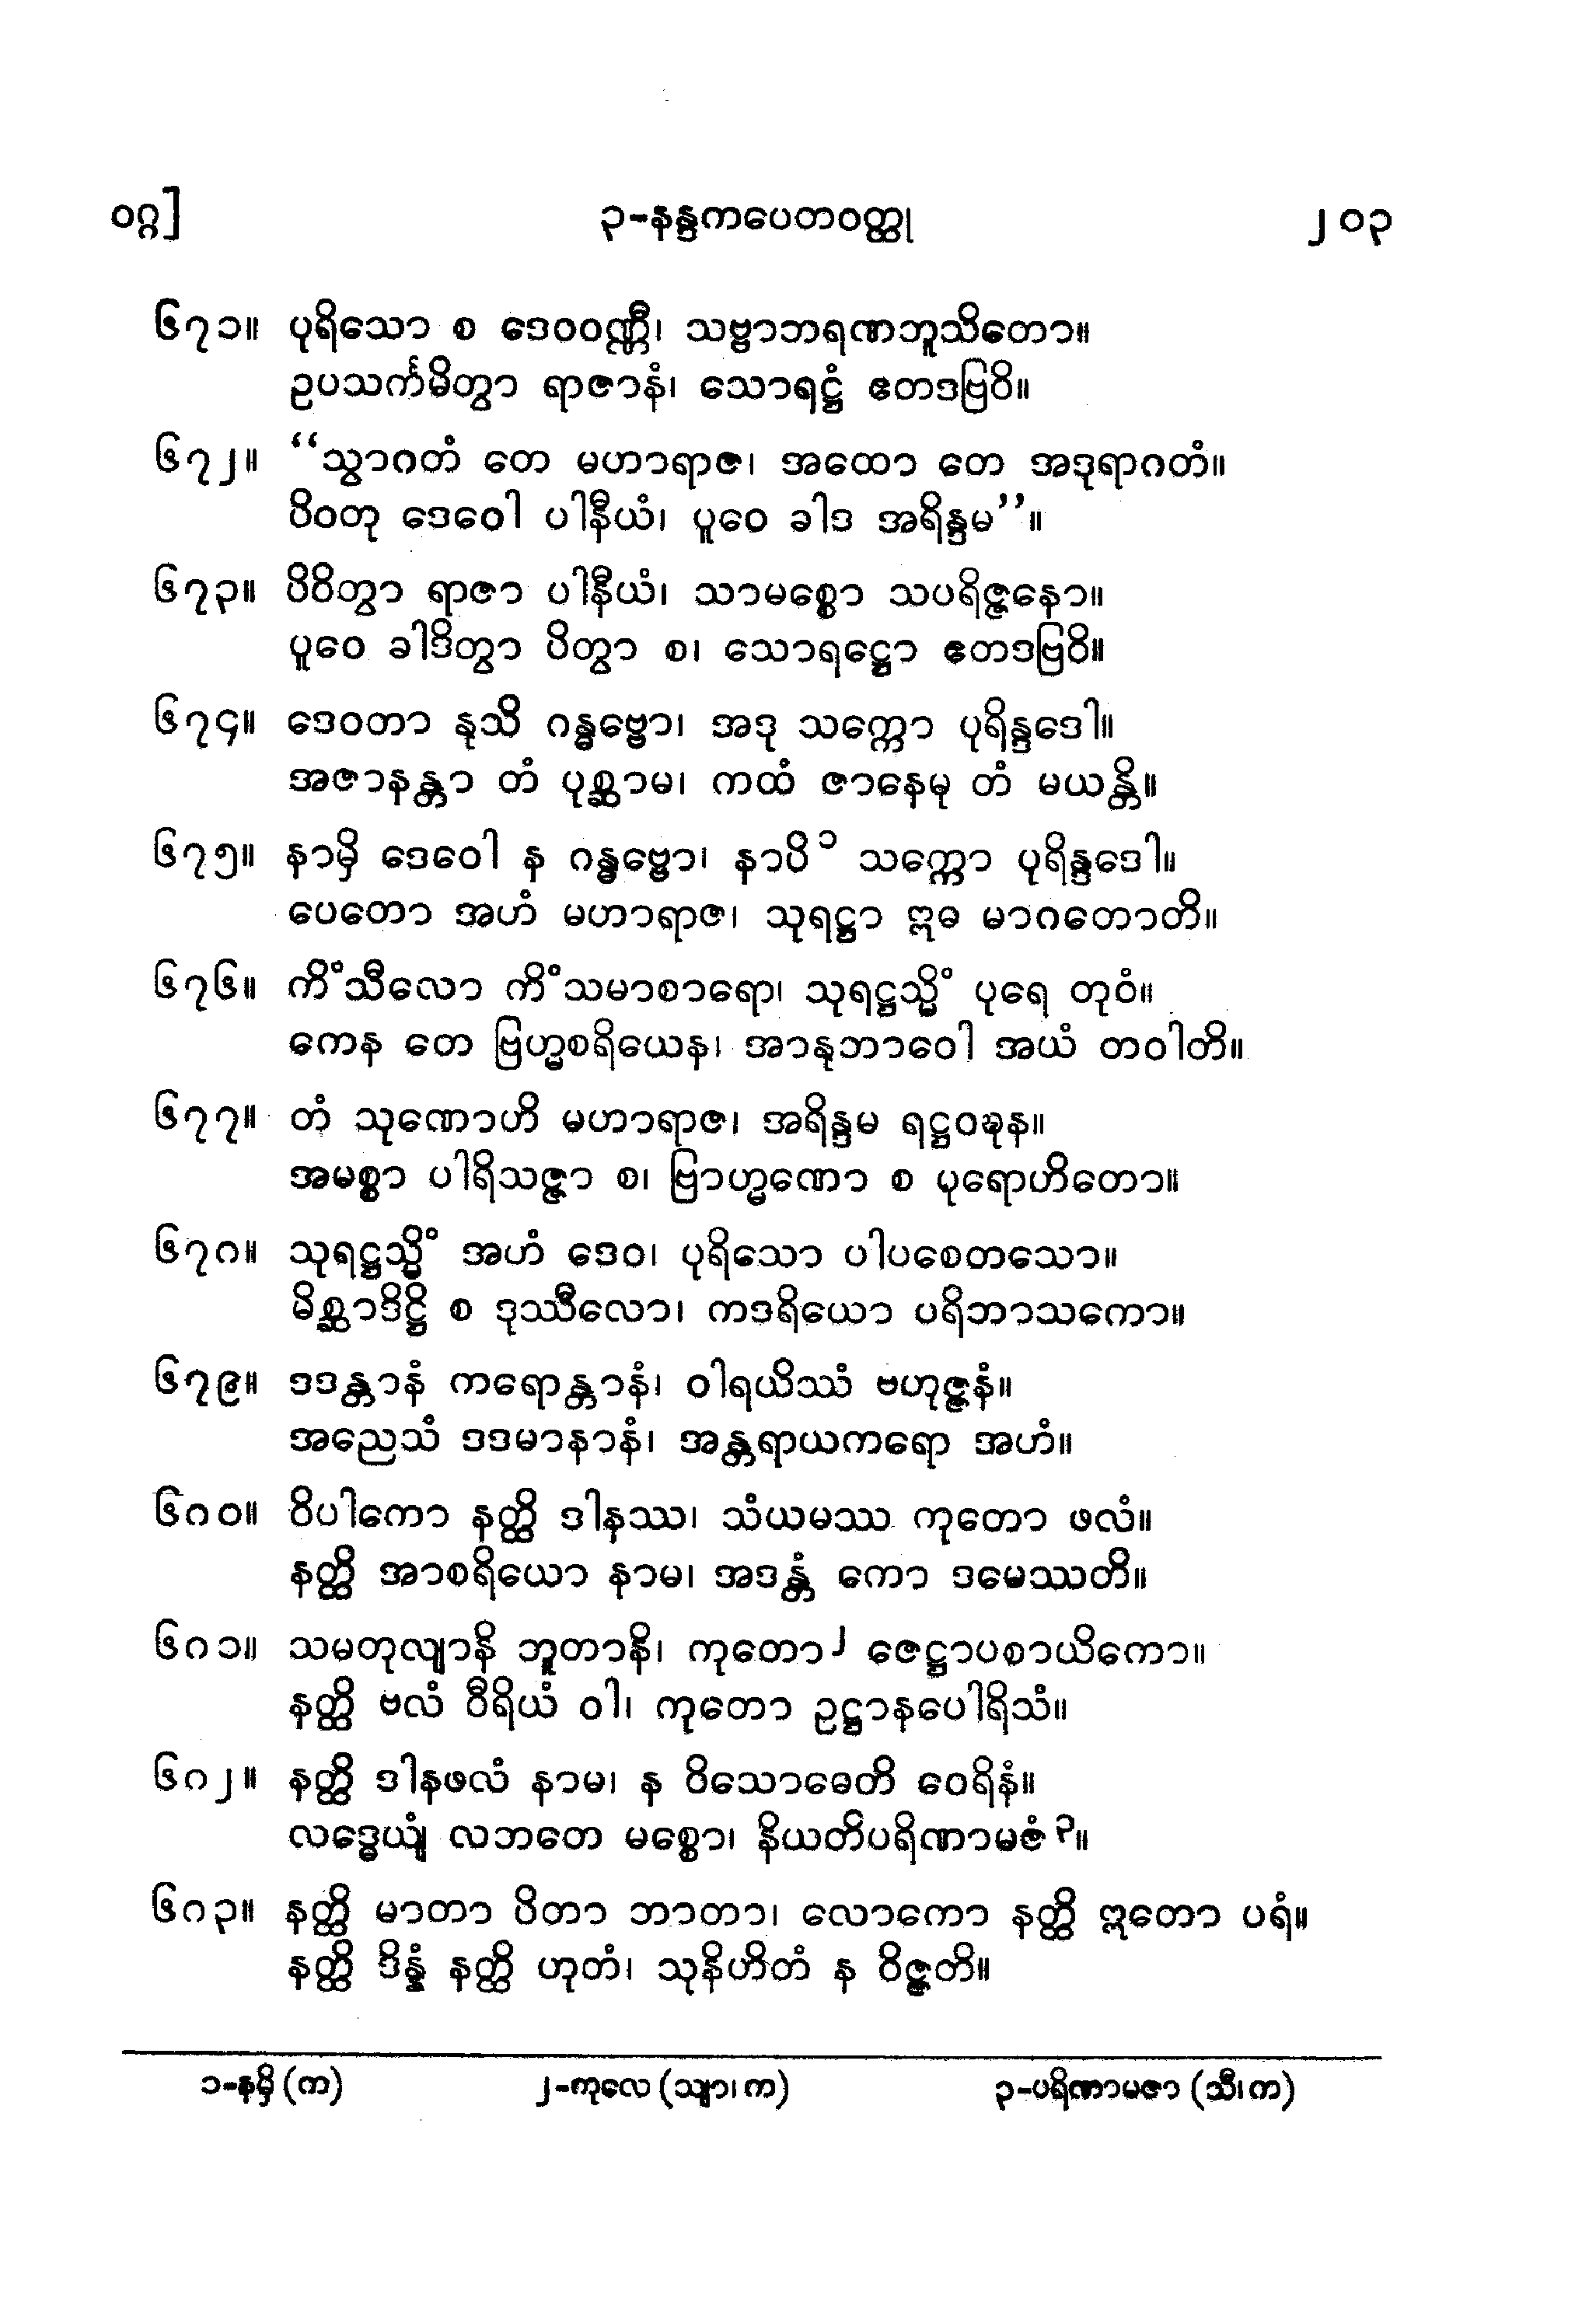 ဝဂ္ဂ]
၃-နန္ဒကပေတဝတ္ထု
၂၀၃
၆၇၁။ ပုရိသော စ ဒေဝဝဏ္ဏီ၊ သဗ္ဗာဘရဏဘူသိတော။
ဥပသင်္ကမိတွာ ရာဇာနံ၊ သောရဋ္ဌံ ဧတဒဗြဝိ။
၆၇၂။ “သွာဂတံ တေ မဟာရာဇ၊ အထော တေ အဒုရာဂတံ။
ပိဝတု ဒေဝေါ ပါနီယံ၊ ပူဝေ ခါဒ အရိန္ဒမ”။
၆၇၃။ ပိဝိတွာ ရာဇာ ပါနီယံ၊ သာမစ္စော သပရိဇ္ဇနော။
ပူဝေ ခါဒိတွာ ပိတွာ စ၊ သောရဋ္ဌော ဧတဒဗြဝိ။
၆၇၄။ ဒေဝတာ နုသိ ဂန္ဓဗ္ဗော၊ အဒု သက္ကော ပုရိန္ဒဒေါ။
အဇာနန္တာ တံ ပုစ္ဆာမ၊ ကထံ ဇာနေမု တံ မယန္တိ။
၆၇၅။ နာမှိ ဒေဝေါ န ဂန္ဓဗ္ဗော၊ နာပိ ၁ သက္ကော ပုရိန္ဒဒေါ။
ပေတော အဟံ မဟာရာဇ၊ သုရဋ္ဌာ ဣဓ မာဂတောတိ။
၆၇၆။ ကိံသီလော ကိံသမာစာရော၊ သုရဋ္ဌသ္မိံ ပုရေ တုဝံ။
ကေန တေ ဗြဟ္မစရိယေန၊ အာနုဘာဝေါ အယံ တဝါတိ။
၆၇၇။ တံ သုဏောဟိ မဟာရာဇ၊ အရိန္ဒမ ရဋ္ဌဝဍ္ဎန။
အမစ္စာ ပါရိသဇ္ဇာ စ၊ ဗြာဟ္မဏော စ ပုရောဟိတော။
၆၇၈။ သုရဋ္ဌသ္မိံ အဟံ ဒေဝ၊ ပုရိသော ပါပစေတသော။
မိစ္ဆာဒိဋ္ဌိ စ ဒုဿီလော၊ ကဒရိယော ပရိဘာသကော။
၆၇၉။ ဒဒန္တာနံ ကရောန္တာနံ၊ ဝါရယိဿံ ဗဟုဇ္ဇနံ။
အညေသံ ဒဒမာနာနံ၊ အန္တရာယကရော အဟံ။
၆၈၀။ ဝိပါကော နတ္ထိ ဒါနဿ၊ သံယမဿ ကုတော ဖလံ။
နတ္ထိ အာစရိယော နာမ၊ အဒန္တံ ကော ဒမေဿတိ။
၆၈၁။ သမတုလျာနိ ဘူတာနိ၊ ကုတော ၂ ဇေဋ္ဌာပစာယိကော။
နတ္ထိ ဗလံ ဝီရိယံ ဝါ၊ ကုတော ဥဋ္ဌာနပေါရိသံ။
၆၈၂။ နတ္ထိ ဒါနဖလံ နာမ၊ န ဝိသောဓေတိ ဝေရိနံ။
လဒ္ဓေယျံ လဘတေ မစ္စော၊ နိယတိပရိဏာမဇံ ၃။
၆၈၃။ နတ္ထိ မာတာ ပိတာ ဘာတာ၊ လောကော နတ္ထိ ဣတော ပရံ။
နတ္ထိ ဒိန္နံ နတ္ထိ ဟုတံ၊ သုနိဟိတံ န ဝိဇ္ဇတိ။
၁-နမှိ (က)
၂-ကုလေ (သျာ၊ က)
၃-ပရိဏာမဇာ (သီ၊ က)